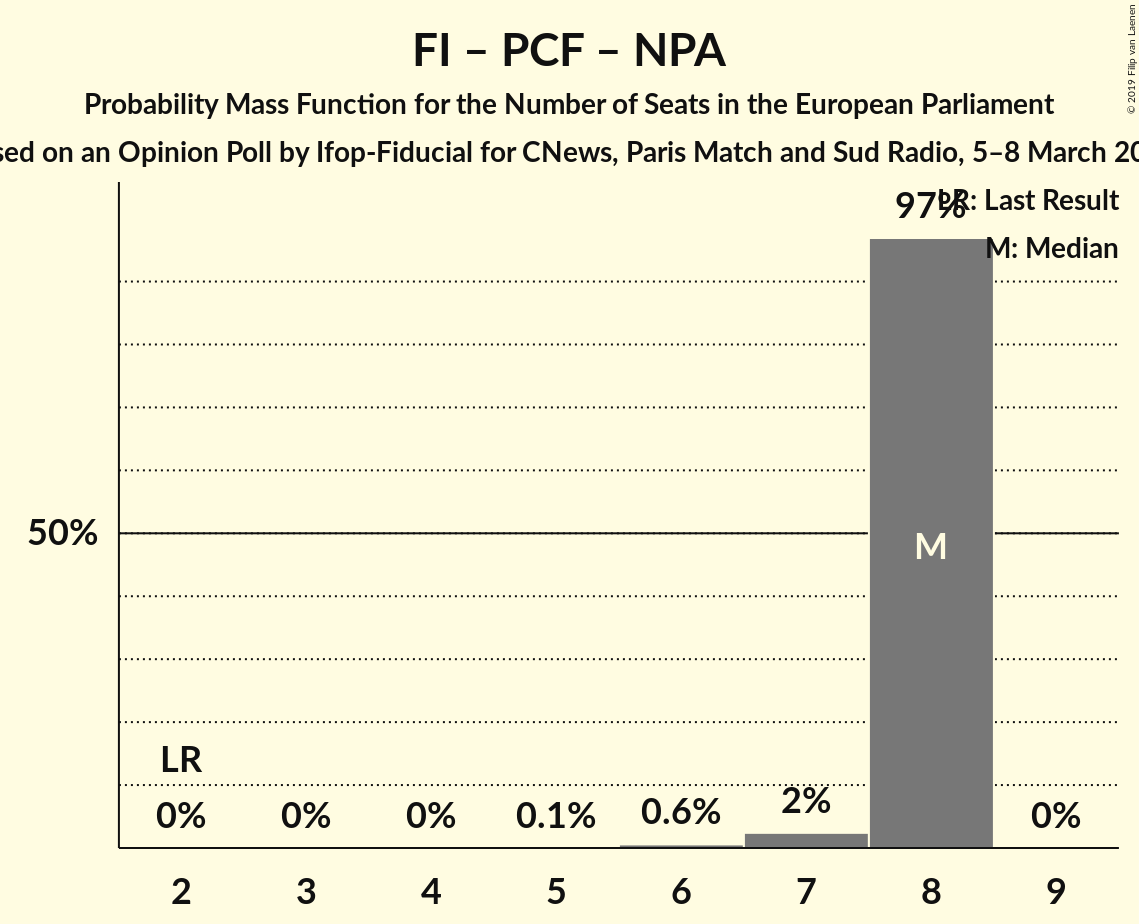 FI – PCF – NPA
Probability Mass Function for the Number of Seats in the European Parliament
on an Opinion Poll by Ifop-Fiducial for CNews, Paris Match and Sud Radio, 5–8 March
© 2019 Filip van Laenen
LR: Last Result
M: Median
97%
50%
M
LR
0%
0%
0%
0.1%
0.6%
2%
0%
2
3
4
5
6
7
8
9